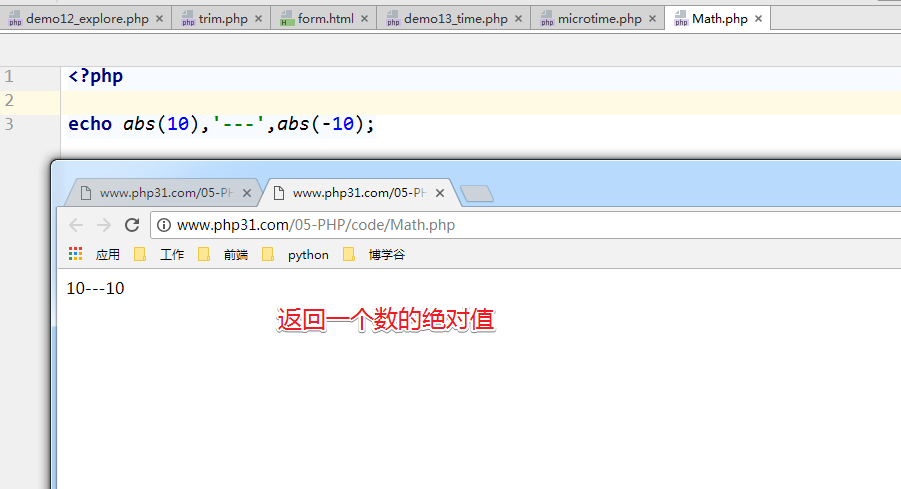 demo12_explore.php trim.php form.html demo13_time.php microtime.php Math.php
1 <?php
2
3 echo abs(10),'---',abs(-10);
www.php31.com/05-PH www.php31.com/05-PH
www.php31.com/05-PHP/code/Math.php
应用 工作 前端 python 博学谷
10---10
返回一个数的绝对值